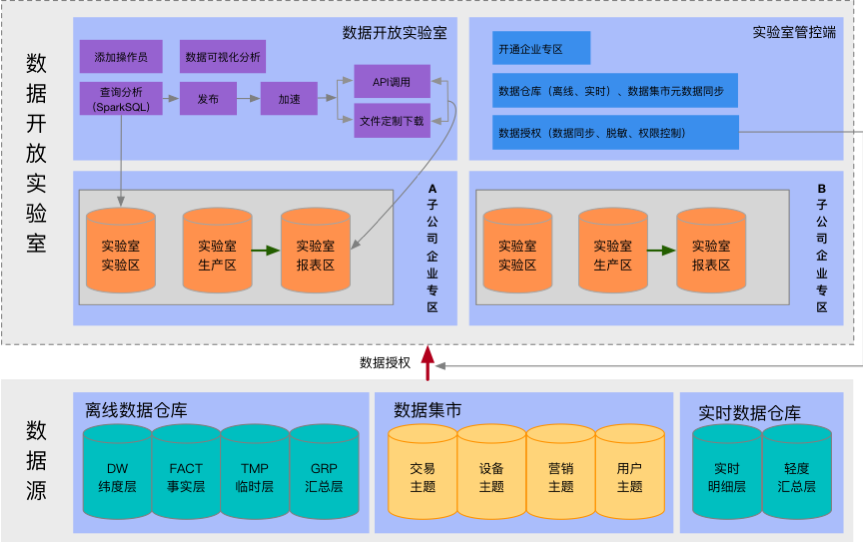 数据开放实验室
数据开放实验室
添加操作员
数据可视化分析
查询分析
（SparkSQL）
发布
加速
API调用
文件定制下载
实验室管控端
开通企业专区
数据仓库（离线、实时）、数据集市元数据同步
数据授权（数据同步、脱敏、权限控制）
实验室
实验区
实验室
生产区
实验室
报表区
A子公司企业专区
实验室
实验区
实验室
生产区
实验室
报表区
B子公司企业专区
数据授权
数据源
离线数据仓库
DW
纬度层
FACT
事实层
TMP
临时层
GRP
汇总层
数据集市
交易
主题
设备
主题
营销
主题
用户
主题
实时数据仓库
实时
明细层
轻度
汇总层